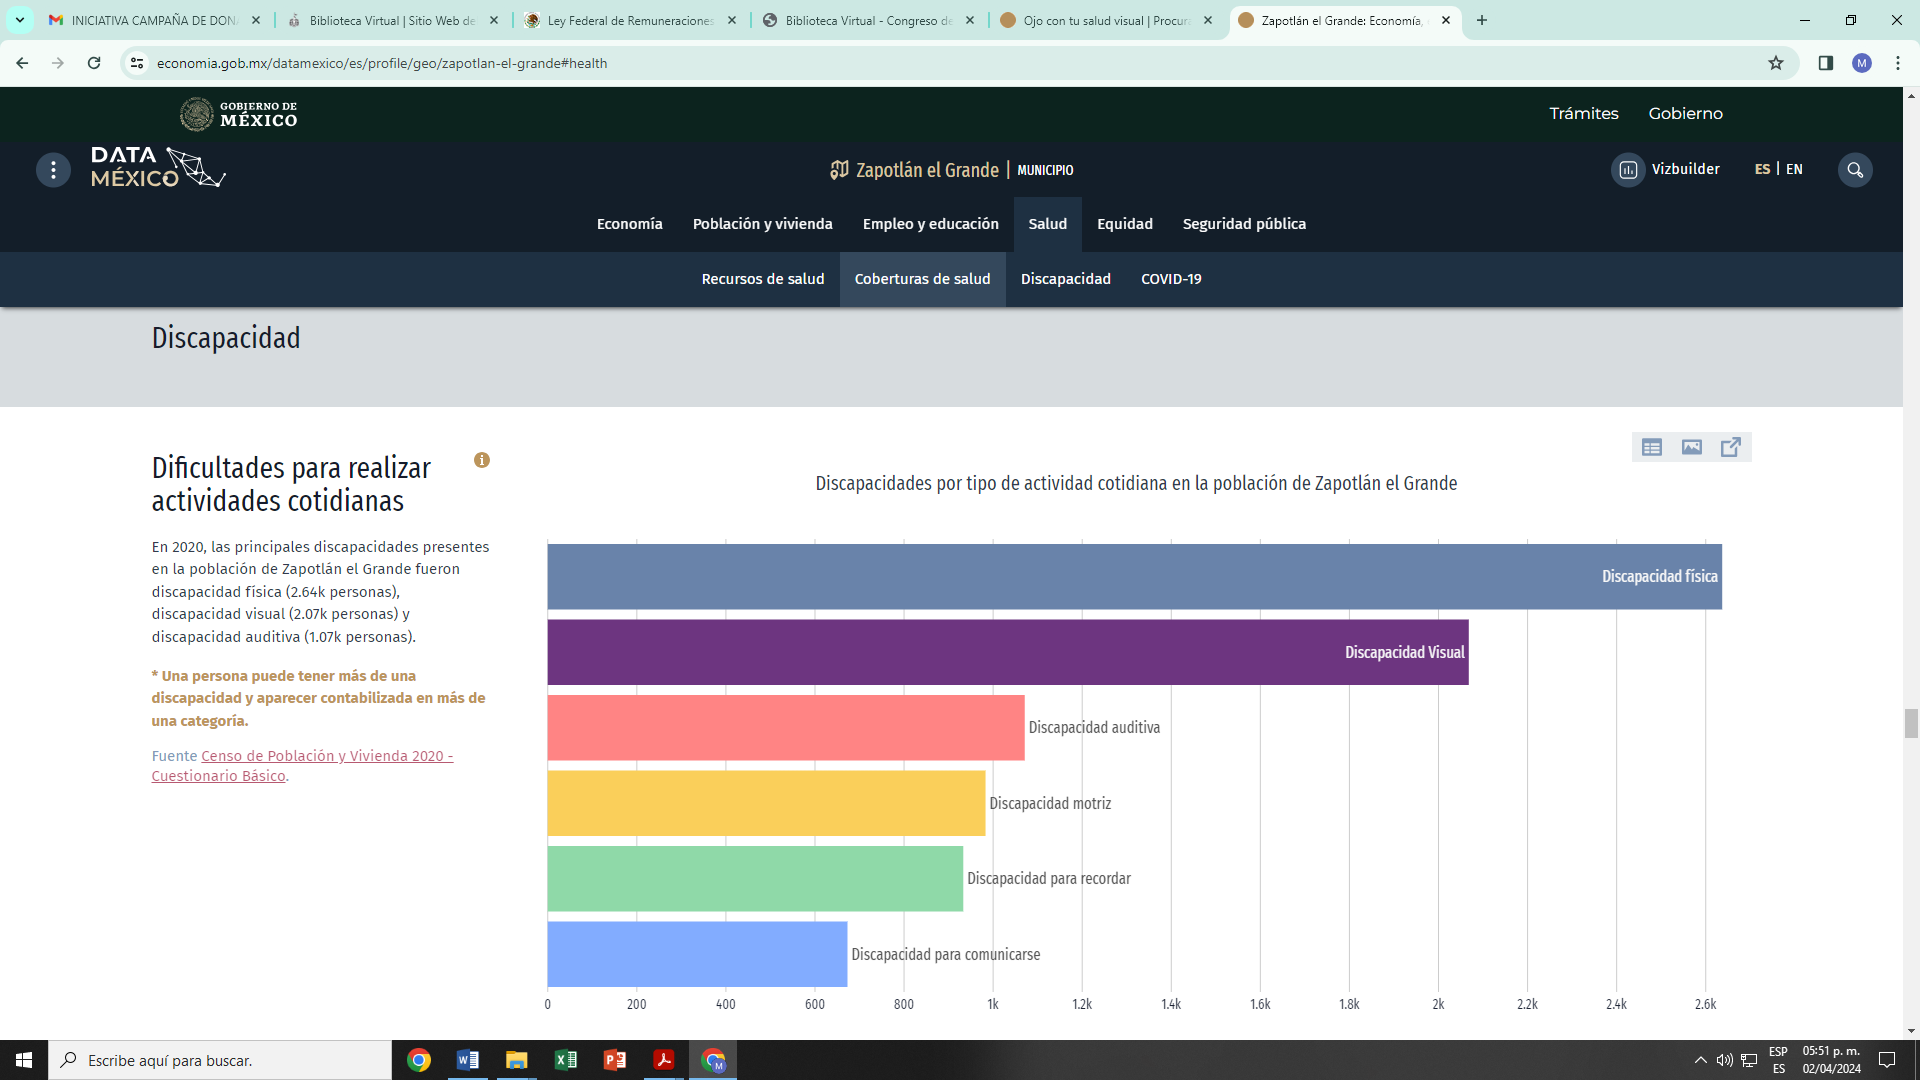 INICIATIVA CAMPAÑA DE DON
Biblioteca Virtual | Sitio Web de
Ley Federal de Remuneraciones
Biblioteca Virtual - Congreso de
Ojo con tu salud visual | Procur
Zapotlán el Grande: Economía,
economia.gob.mx/datamexico/es/profile/geo/zapotlan-el-grande#health
M
GOBIERNO DE
MÉXICO
Trámites
Gobierno
DATA
MÉXICO
Zapotlán el Grande | MUNICIPIO
Vizbuilder
ES | EN
Economía
Población y vivienda
Empleo y educación
Salud
Equidad
Seguridad pública
Recursos de salud
Coberturas de salud
Discapacidad
COVID-19
Discapacidad
Dificultades para realizar
actividades cotidianas
En 2020, las principales discapacidades presentes
en la población de Zapotlán el Grande fueron
discapacidad física (2.64k personas),
discapacidad visual (2.07k personas) y
discapacidad auditiva (1.07k personas).
* Una persona puede tener más de una
discapacidad y aparecer contabilizada en más de
una categoría.
Fuente Censo de Población y Vivienda 2020 -
Cuestionario Básico.
Discapacidades por tipo de actividad cotidiana en la población de Zapotlán el Grande
Discapacidad física
Discapacidad Visual
Discapacidad auditiva
Discapacidad motriz
Discapacidad para recordar
Discapacidad para comunicarse
0 200 400 600 800 1k 1.2k 1.4k 1.6k 1.8k 2k 2.2k 2.4k 2.6k
Escribe aquí para buscar.
ESP
ES
05:51 p. m.
02/04/2024